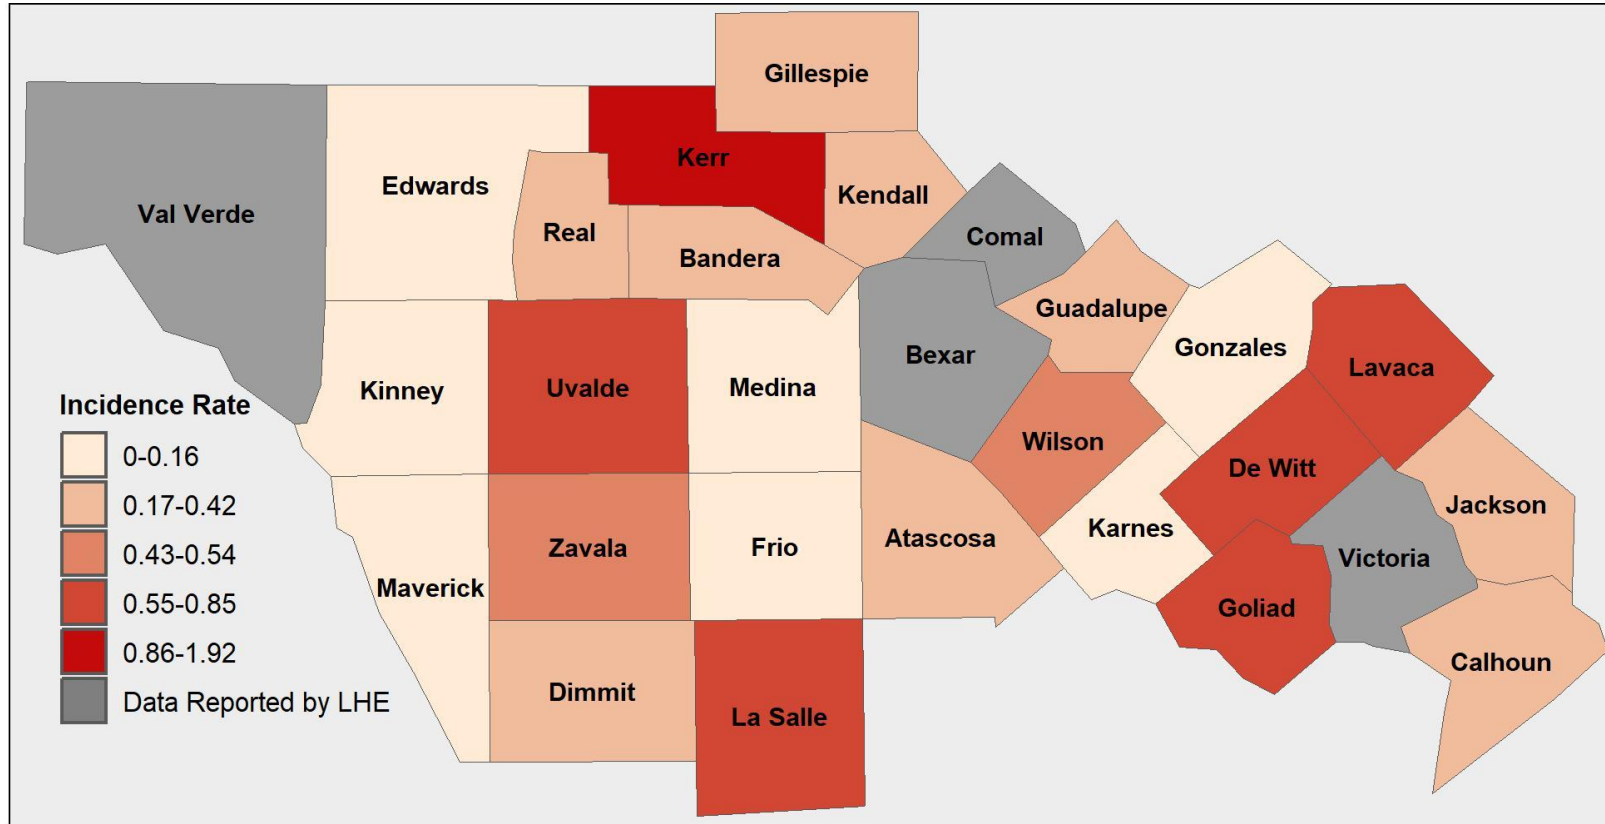 Gillespie
Kerr
Edwards
Kendall
Val Verde
Real
Comal
Bandera
Guadalupe
Gonzales
Bexar
Lavaca
Kinney
Uvalde
Medina
Wilson
De Witt
Jackson
Karnes
Atascosa
Zavala
Frio
Victoria
Maverick
Goliad
Calhoun
Dimmit
La Salle
Incidence Rate
0-0.16
0.17-0.42
0.43-0.54
0.55-0.85
0.86-1.92
Data Reported by LHE